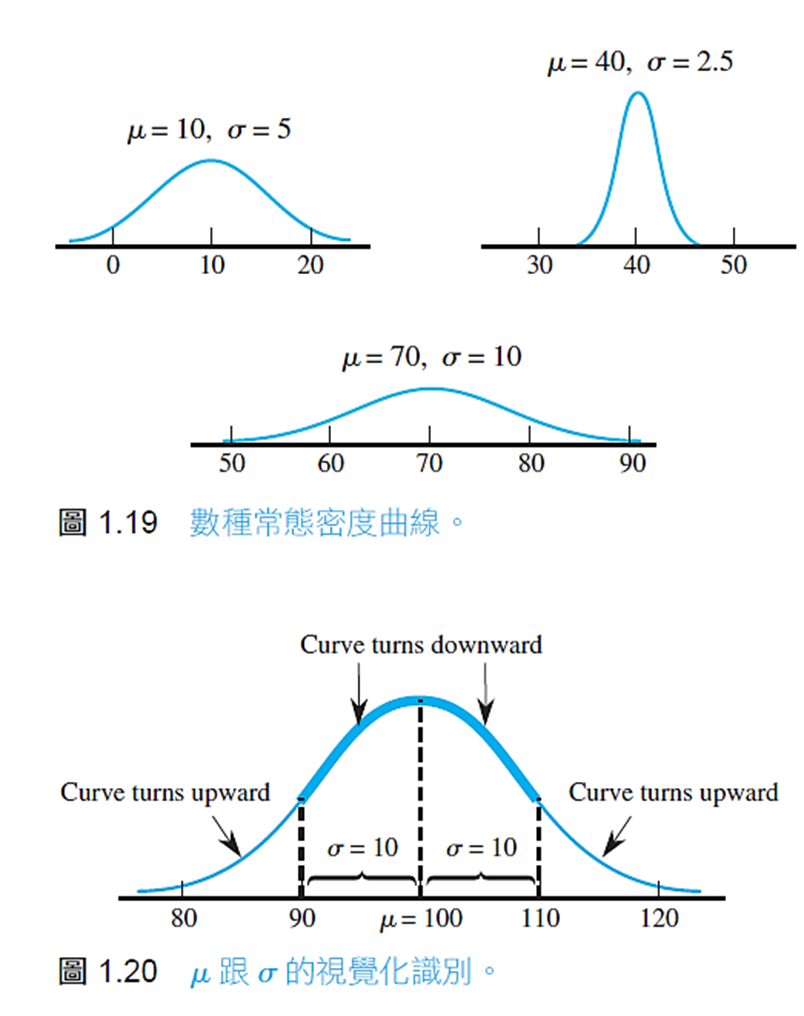 μ = 40, σ = 2.5
μ = 10, σ = 5
0 10 20
30 40 50
μ = 70, σ = 10
50 60 70 80 90
圖 1.19 數種常態密度曲線。
Curve turns downward
Curve turns upward
Curve turns upward
σ = 10
σ = 10
80 90 μ = 100 110 120
圖 1.20 μ 跟 σ 的視覺化識別。